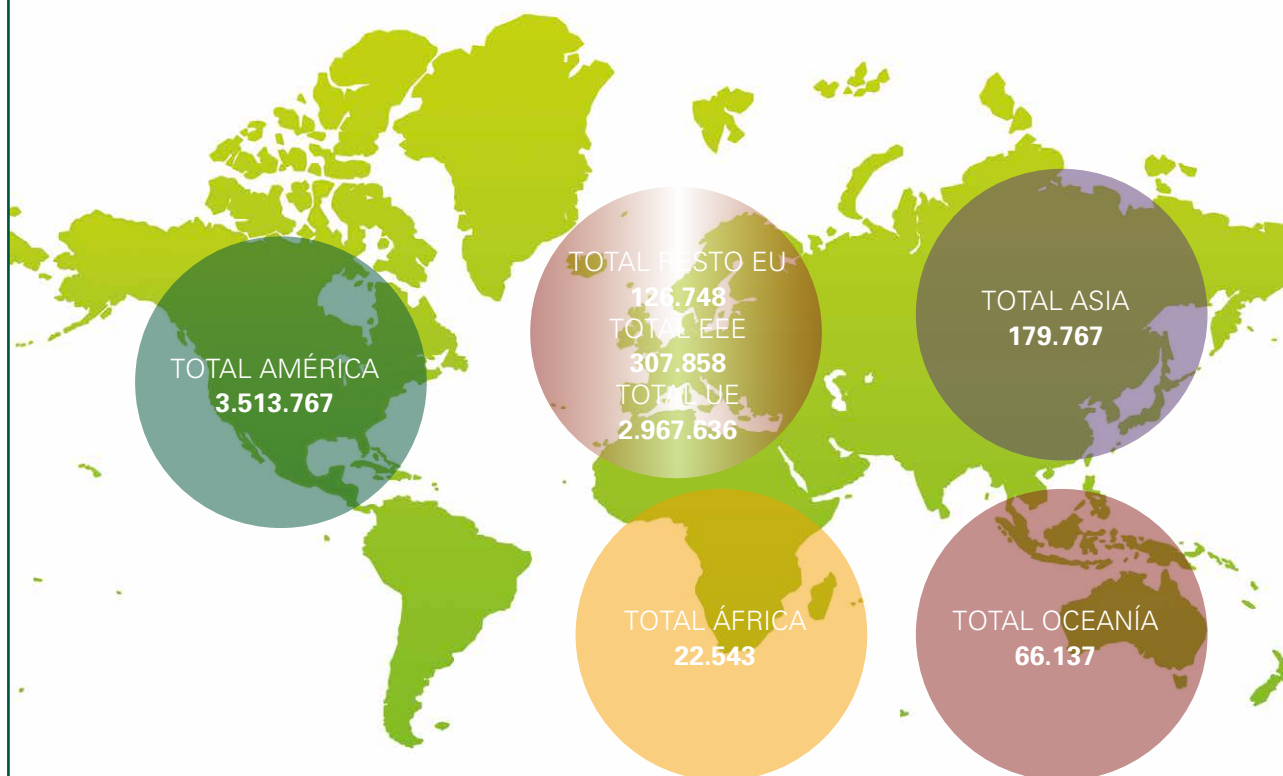 TOTAL AMÉRICA
3.513.767
TOTAL RESTO EU
126.748
TOTAL EEE
307.858
TOTAL UE
2.967.636
TOTAL ASIA
179.767
TOTAL ÁFRICA
22.543
TOTAL OCEANÍA
66.137